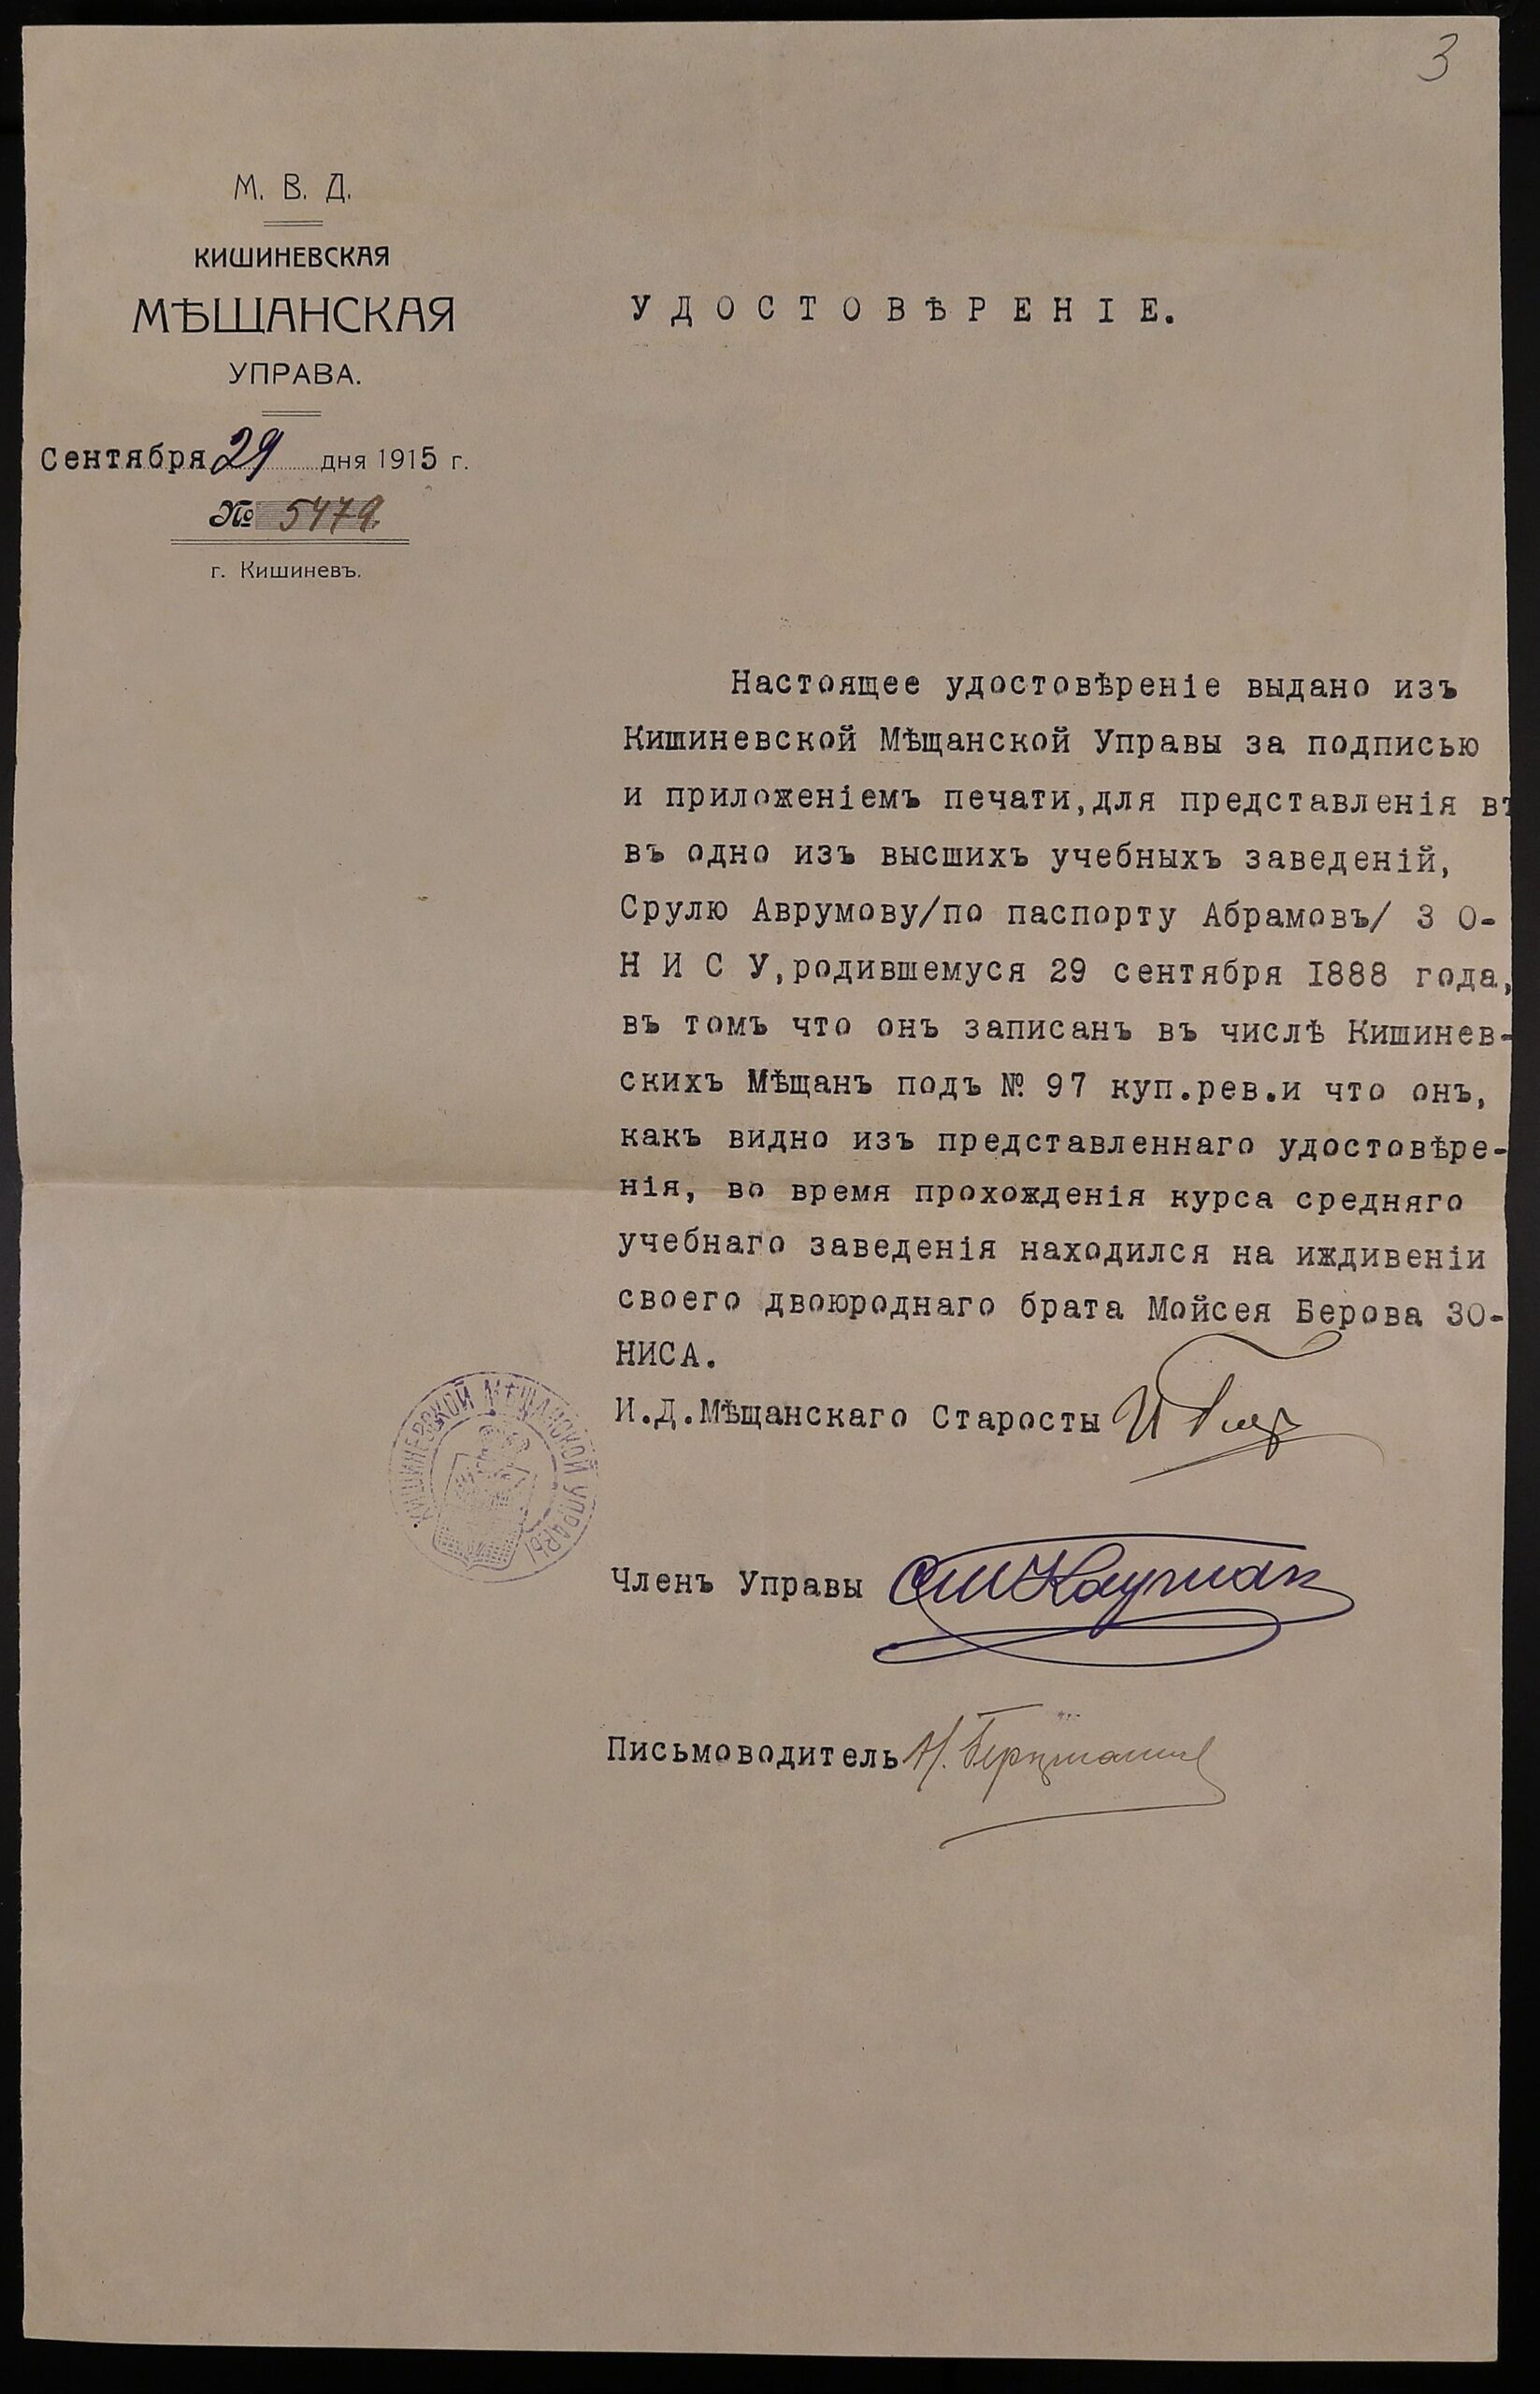 3
М. В. Д.
КИШИНЕВСКАЯ
МѢЩАНСКАЯ
УПРАВА.
Сентября 29 дня 1915 г.
№ 5479.
г. Кишиневъ.
УДОСТОВѢРЕНІЕ.
Настоящее удостовѣреніе выдано изъ
Кишиневской Мѣщанской Управы за подписью
и приложеніемъ печати,для представленія въ
въ одно изъ высшихъ учебныхъ заведеній,
Срулю Аврумову/по паспорту Абрамовъ/ З О-
Н И С У,родившемуся 29 сентября I888 года,
въ томъ что онъ записанъ въ числѣ Кишинев-
скихъ Мѣщанъ подъ № 97 куп.рев.и что онъ,
какъ видно изъ представленнаго удостовѣре-
нія, во время прохожденія курса средняго
учебнаго заведенія находился на иждивеніи
своего двоюроднаго брата Мойсея Берова ЗО-
НИСА.
И.Д.Мѣщанскаго Старосты
КИШИНЕВСКОЙ МѢЩАНСКОЙ УПРАВЫ
Членъ Управы
Письмоводитель